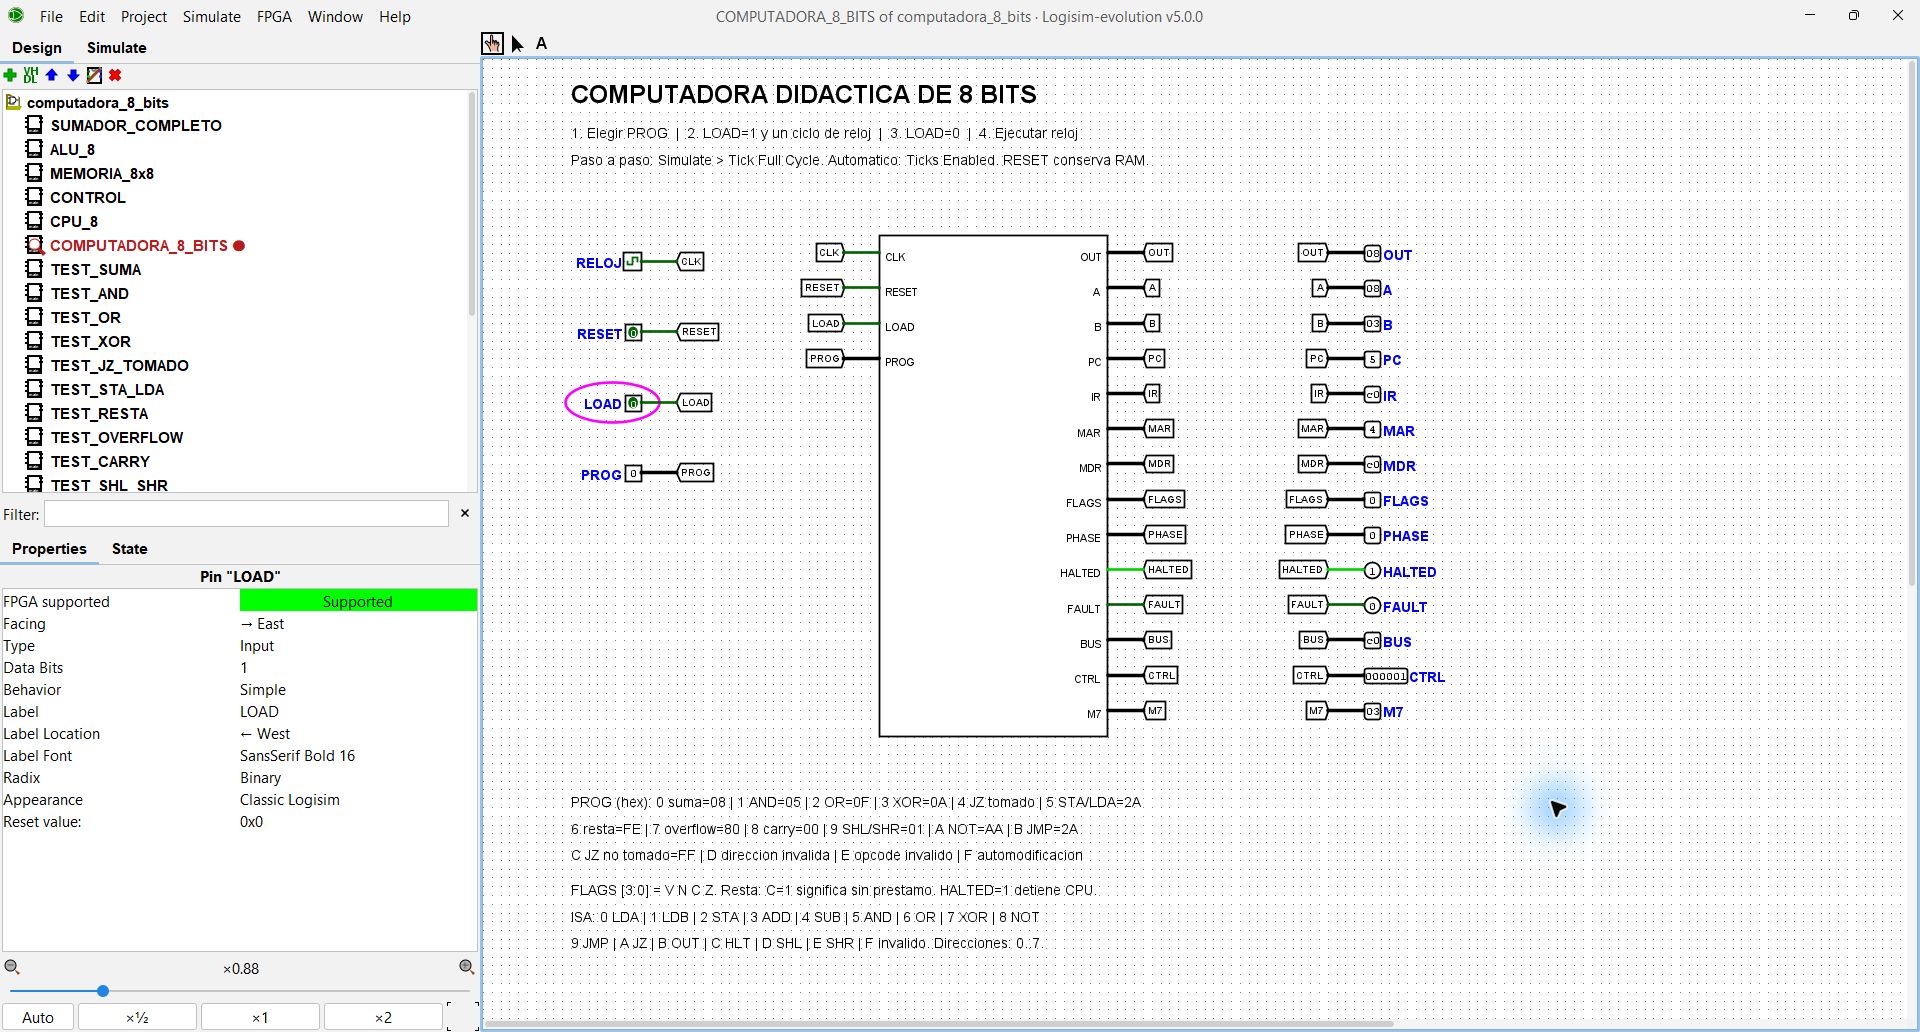 File Edit Project Simulate FPGA Window Help
COMPUTADORA_8_BITS of computadora_8_bits · Logisim-evolution v5.0.0
Design Simulate
A
VH
DL
computadora_8_bits
SUMADOR_COMPLETO
ALU_8
MEMORIA_8x8
CONTROL
CPU_8
COMPUTADORA_8_BITS
TEST_SUMA
TEST_AND
TEST_OR
TEST_XOR
TEST_JZ_TOMADO
TEST_STA_LDA
TEST_RESTA
TEST_OVERFLOW
TEST_CARRY
TEST_SHL_SHR
Filter:
Properties State
Pin "LOAD"
FPGA supported Supported
Facing → East
Type Input
Data Bits 1
Behavior Simple
Label LOAD
Label Location ← West
Label Font SansSerif Bold 16
Radix Binary
Appearance Classic Logisim
Reset value: 0x0
×0.88
Auto ×½ ×1 ×2
COMPUTADORA DIDACTICA DE 8 BITS
1. Elegir PROG | 2. LOAD=1 y un ciclo de reloj | 3. LOAD=0 | 4. Ejecutar reloj
Paso a paso: Simulate > Tick Full Cycle. Automatico: Ticks Enabled. RESET conserva RAM.
RELOJ CLK
RESET 0 RESET
LOAD 0 LOAD
PROG 0 PROG
CLK CLK OUT OUT
RESET RESET A A
LOAD LOAD B B
PROG PROG PC PC
IR IR
MAR MAR
MDR MDR
FLAGS FLAGS
PHASE PHASE
HALTED HALTED
FAULT FAULT
BUS BUS
CTRL CTRL
M7 M7
OUT 08 OUT
A 08 A
B 03 B
PC 5 PC
IR c0 IR
MAR 4 MAR
MDR c0 MDR
FLAGS 0 FLAGS
PHASE 0 PHASE
HALTED 1 HALTED
FAULT 0 FAULT
BUS c0 BUS
CTRL 000001 CTRL
M7 03 M7
PROG (hex): 0 suma=08 | 1 AND=05 | 2 OR=0F | 3 XOR=0A | 4 JZ tomado | 5 STA/LDA=2A
6 resta=FE | 7 overflow=80 | 8 carry=00 | 9 SHL/SHR=01 | A NOT=AA | B JMP=2A
C JZ no tomado=FF | D direccion invalida | E opcode invalido | F automodificacion
FLAGS [3:0] = V N C Z. Resta: C=1 significa sin prestamo. HALTED=1 detiene CPU.
ISA: 0 LDA | 1 LDB | 2 STA | 3 ADD | 4 SUB | 5 AND | 6 OR | 7 XOR | 8 NOT
9 JMP | A JZ | B OUT | C HLT | D SHL | E SHR | F invalido. Direcciones: 0..7.